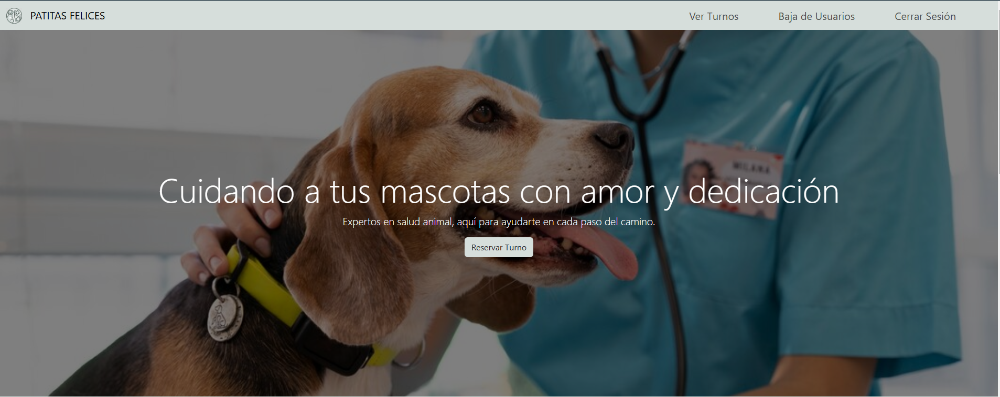 PATITAS FELICES
Ver Turnos
Baja de Usuarios
Cerrar Sesión
MILANA
Cuidando a tus mascotas con amor y dedicación
Expertos en salud animal, aquí para ayudarte en cada paso del camino.
Reservar Turno